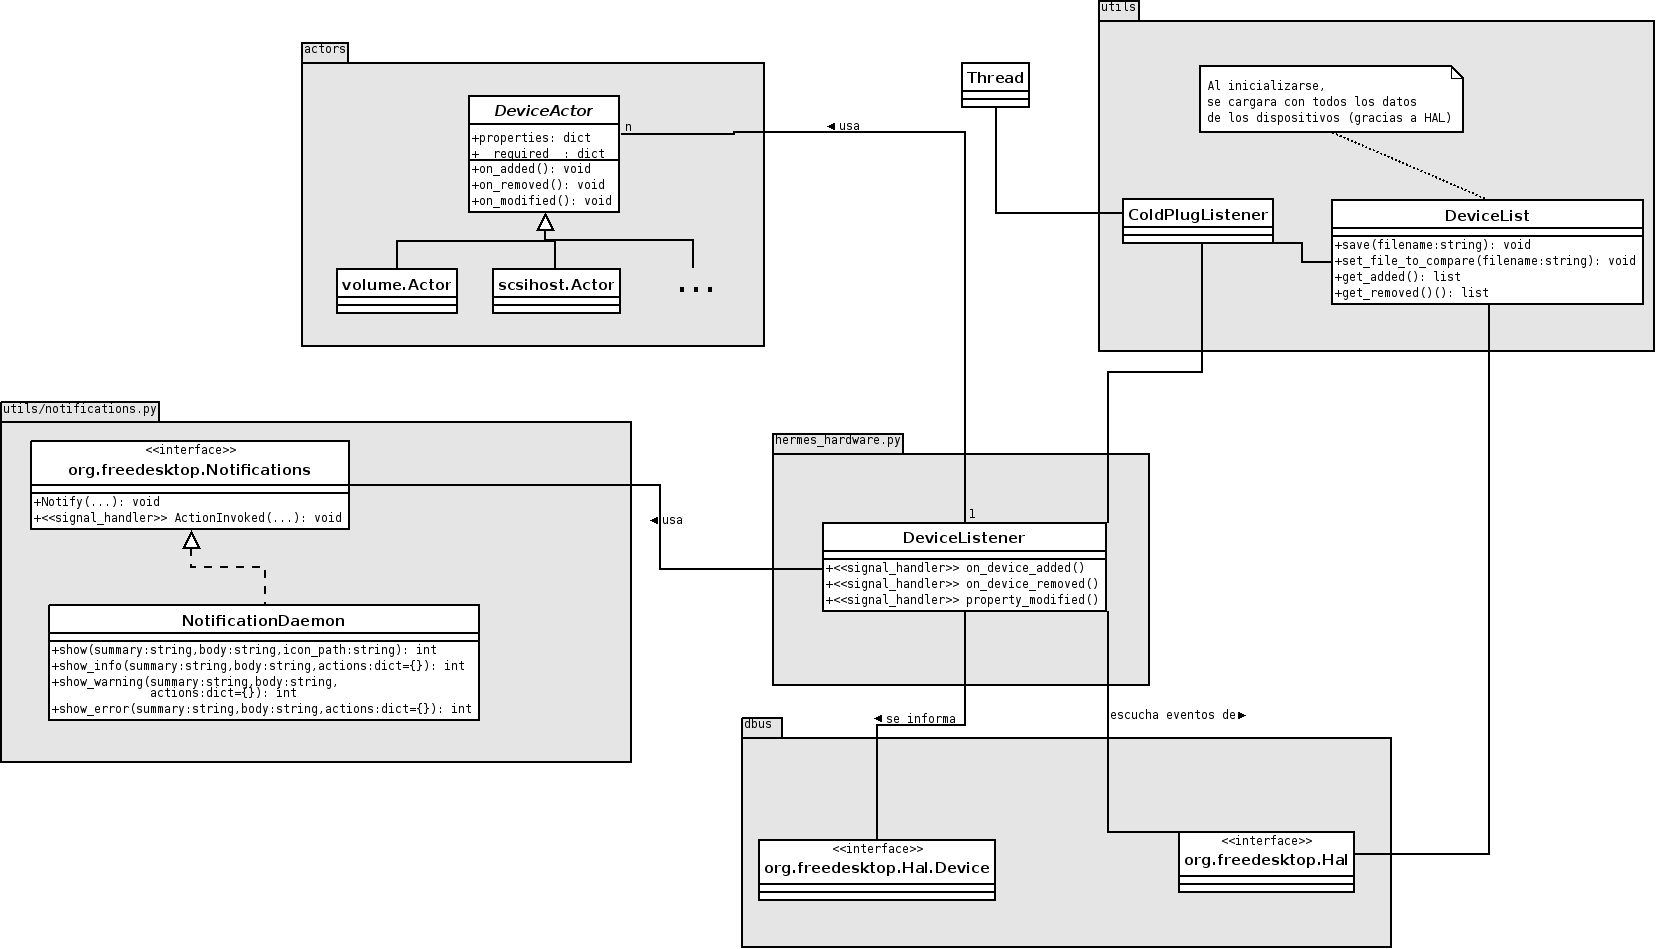 utils
actors
Al inicializarse,
se cargara con todos los datos
de los dispositivos (gracias a HAL)
Thread
DeviceActor
+properties: dict
+__required__: dict
+on_added(): void
+on_removed(): void
+on_modified(): void
n
◄ usa
ColdPlugListener
DeviceList
+save(filename:string): void
+set_file_to_compare(filename:string): void
+get_added(): list
+get_removed()(): list
volume.Actor
scsihost.Actor
...
utils/notifications.py
<<interface>>
org.freedesktop.Notifications
+Notify(...): void
+<<signal_handler>> ActionInvoked(...): void
◄ usa
hermes_hardware.py
1
DeviceListener
+<<signal_handler>> on_device_added()
+<<signal_handler>> on_device_removed()
+<<signal_handler>> property_modified()
NotificationDaemon
+show(summary:string,body:string,icon_path:string): int
+show_info(summary:string,body:string,actions:dict={}): int
+show_warning(summary:string,body:string,
actions:dict={}): int
+show_error(summary:string,body:string,actions:dict={}): int
◄ se informa
escucha eventos de►
dbus
<<interface>>
org.freedesktop.Hal.Device
<<interface>>
org.freedesktop.Hal